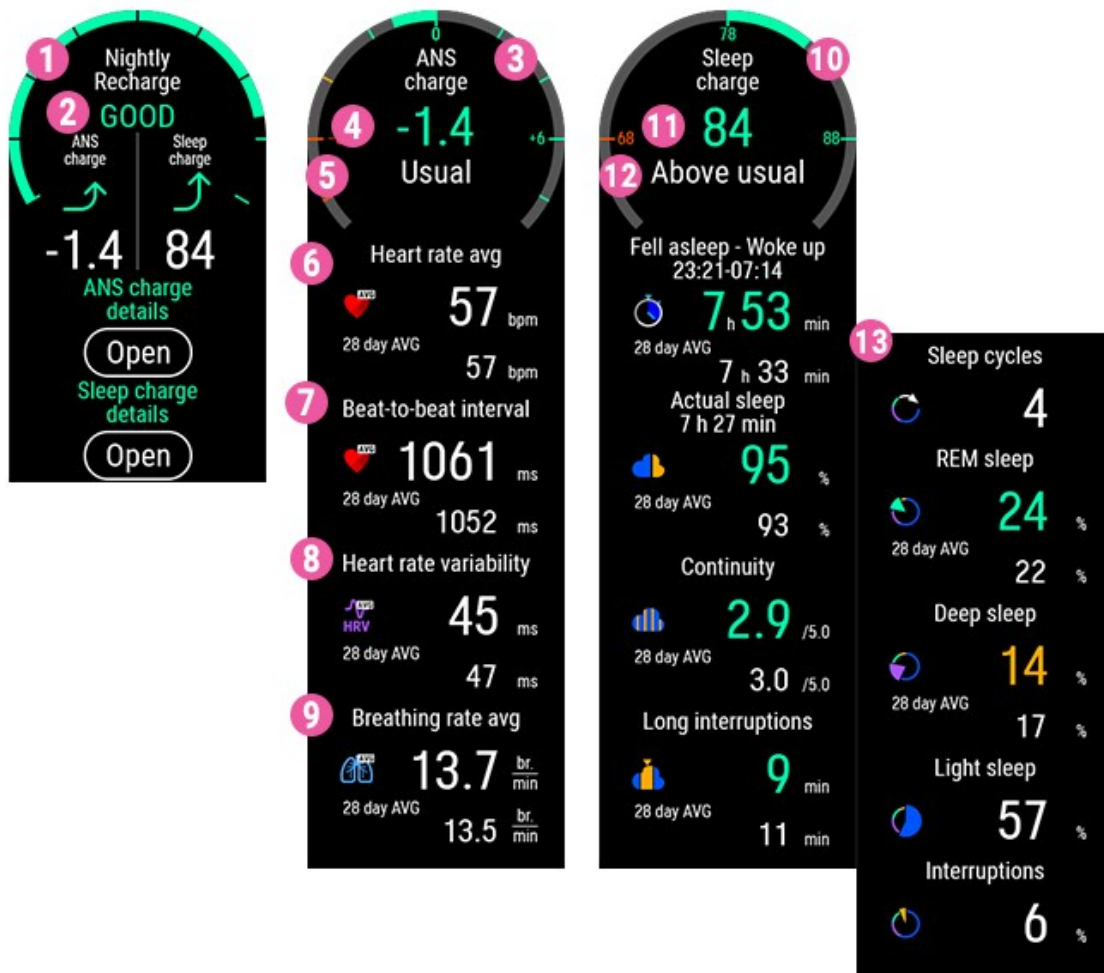 1
Nightly
Recharge
2
GOOD
ANS
charge
Sleep
charge
-1.4
84
ANS charge
details
Open
Sleep charge
details
Open
0
3
ANS
charge
4
-1.4
+6
5
Usual
6
Heart rate avg
AVG
57 bpm
28 day AVG
57 bpm
7
Beat-to-beat interval
AVG
1061 ms
28 day AVG
1052 ms
8
Heart rate variability
AVG
HRV
45 ms
28 day AVG
47 ms
9
Breathing rate avg
AVG
13.7 br.
min
28 day AVG
13.5 br.
min
78
10
Sleep
charge
68
11
84
88
12
Above usual
Fell asleep - Woke up
23:21-07:14
7 h 53 min
28 day AVG
7 h 33 min
Actual sleep
7 h 27 min
95 %
28 day AVG
93 %
Continuity
2.9 /5.0
28 day AVG
3.0 /5.0
Long interruptions
9 min
28 day AVG
11 min
13
Sleep cycles
4
REM sleep
24 %
28 day AVG
22 %
Deep sleep
14 %
28 day AVG
17 %
Light sleep
57 %
Interruptions
6 %